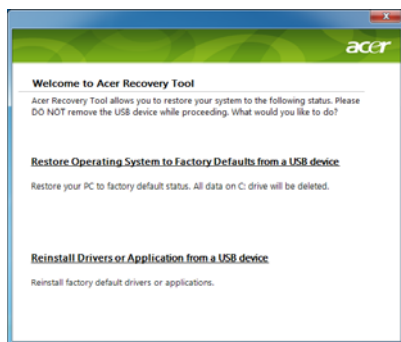 acer
Welcome to Acer Recovery Tool
Acer Recovery Tool allows you to restore your system to the following status. Please
DO NOT remove the USB device while proceeding. What would you like to do?
Restore Operating System to Factory Defaults from a USB device
Restore your PC to factory default status. All data on C: drive will be deleted.
Reinstall Drivers or Application from a USB device
Reinstall factory default drivers or applications.